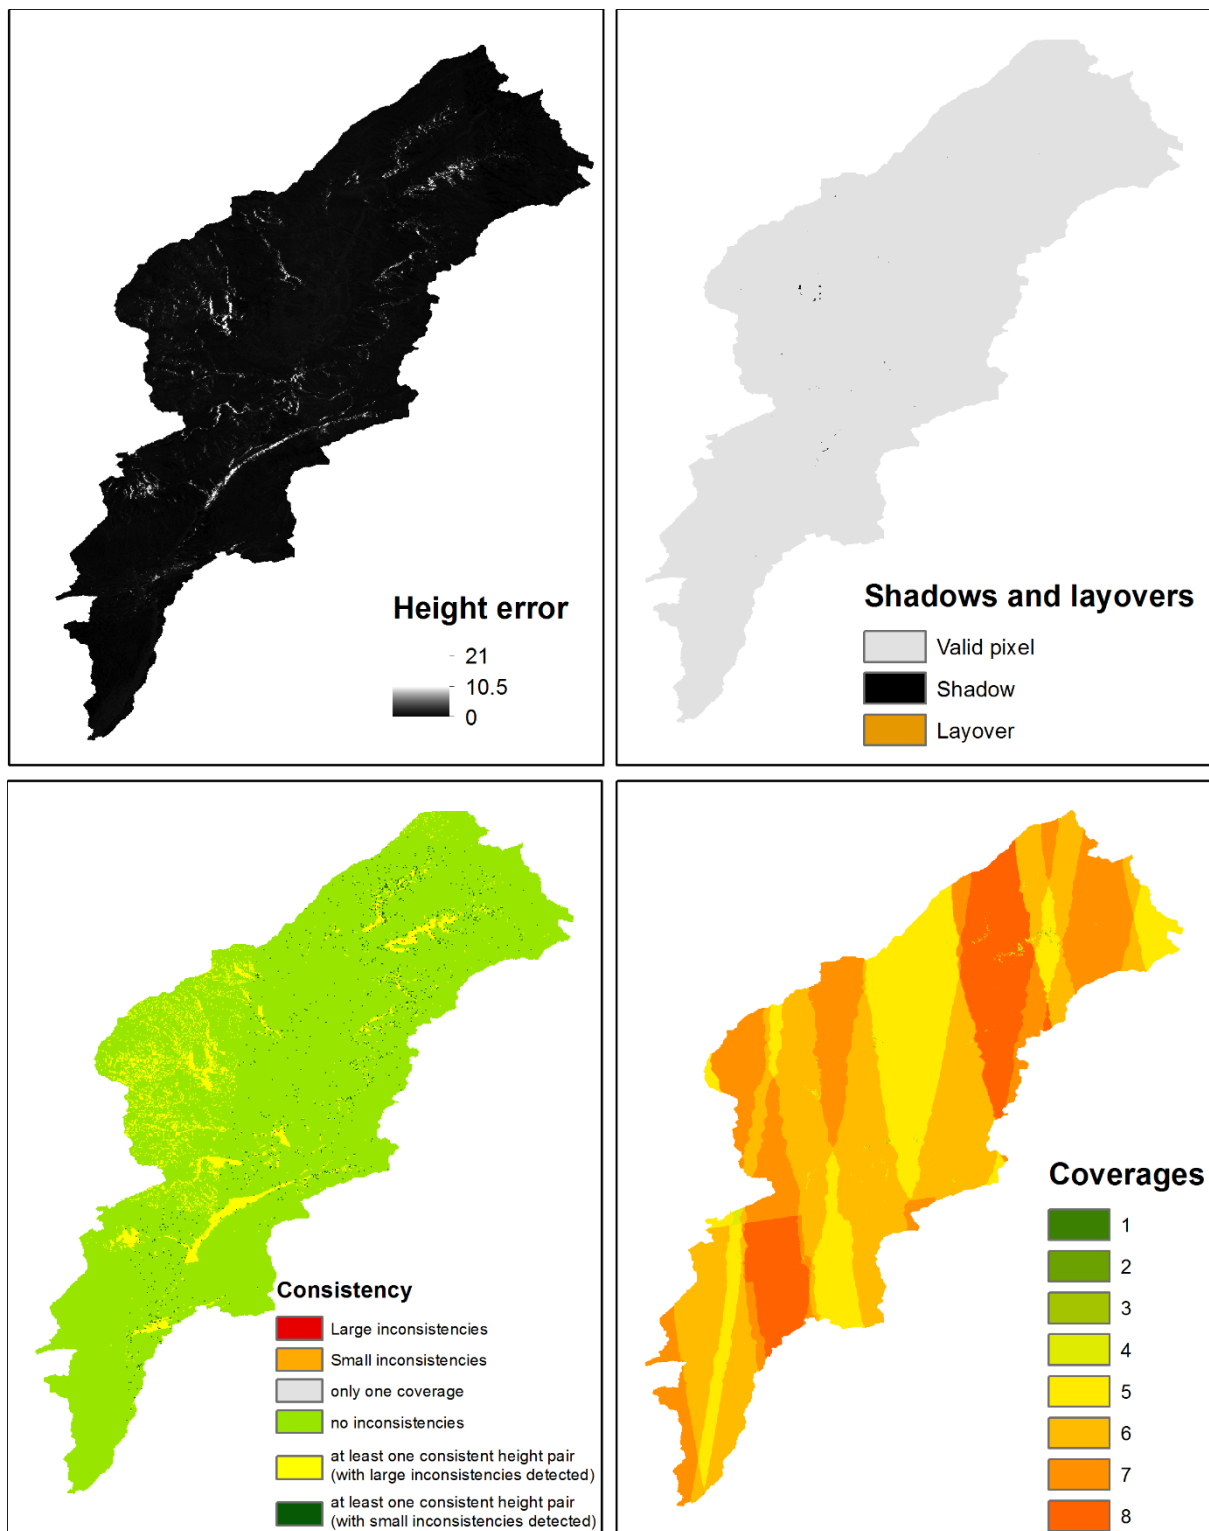 Height error
21
10.5
0
Shadows and layovers
Valid pixel
Shadow
Layover
Consistency
Large inconsistencies
Small inconsistencies
only one coverage
no inconsistencies
at least one consistent height pair
(with large inconsistencies detected)
at least one consistent height pair
(with small inconsistencies detected)
Coverages
1
2
3
4
5
6
7
8